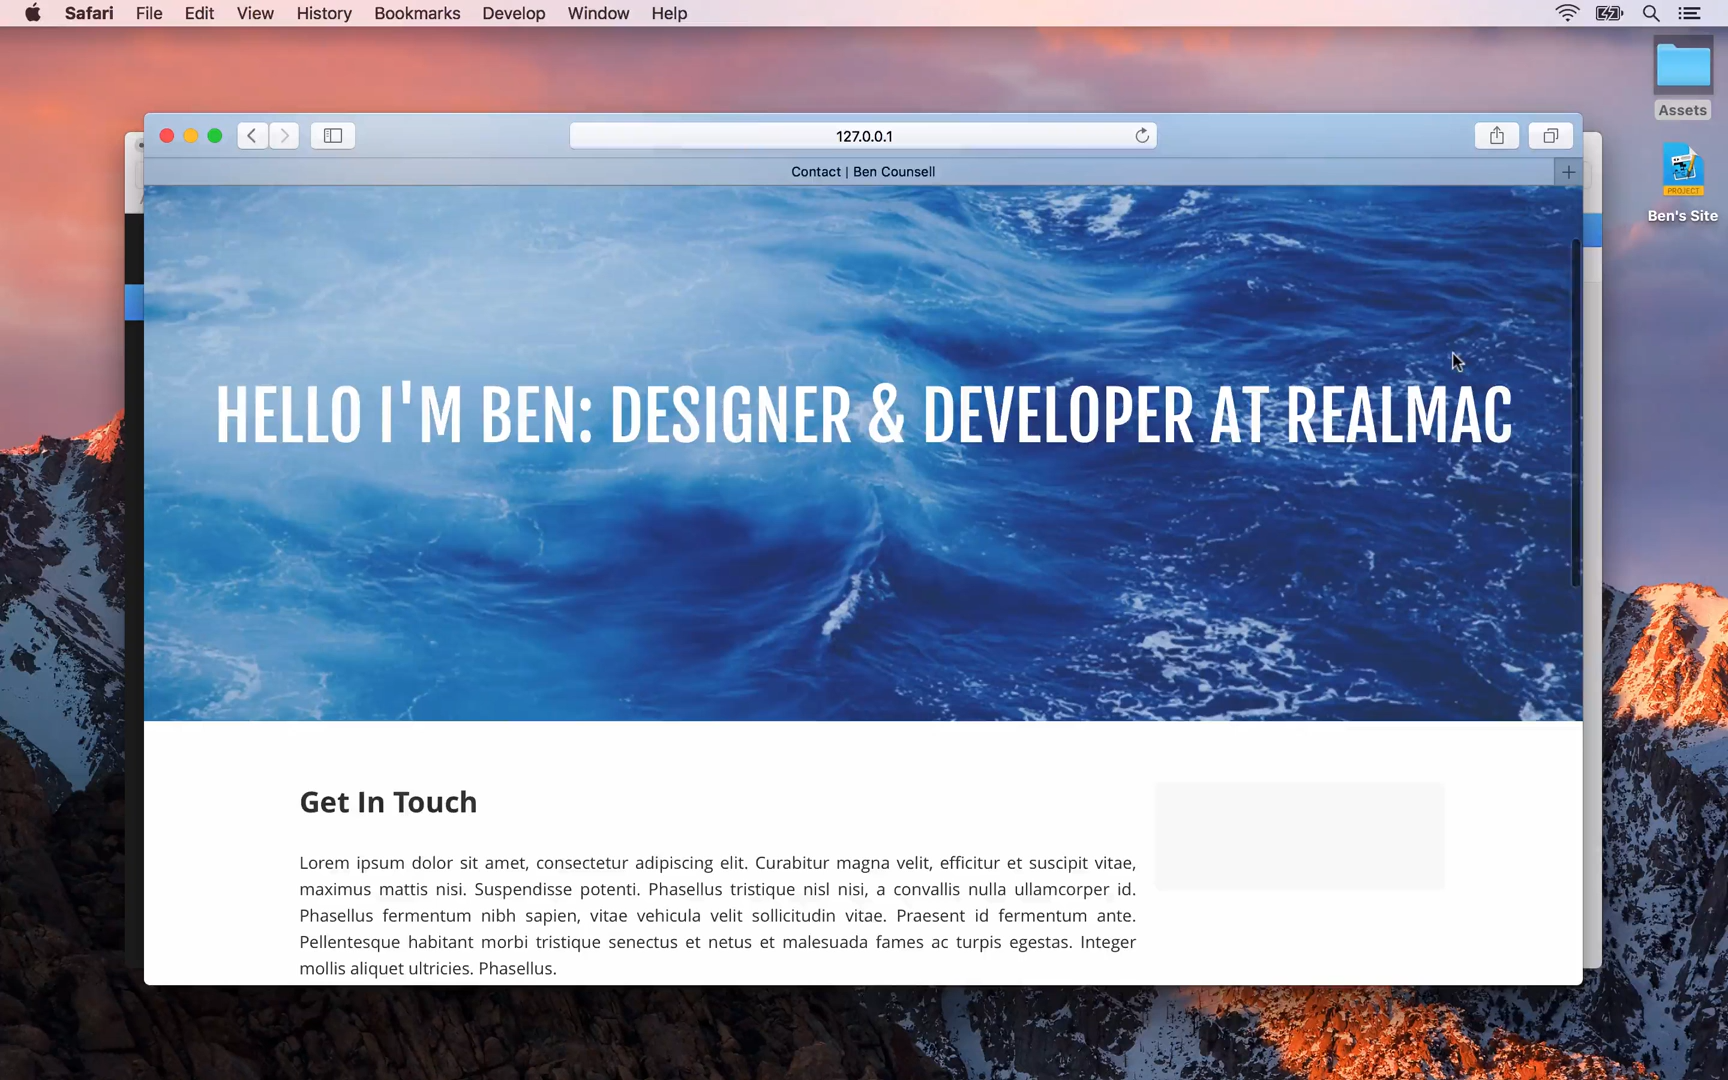 Safari File Edit View History Bookmarks Develop Window Help
Assets
127.0.0.1
Contact | Ben Counsell
PROJECT
Ben's Site
HELLO I'M BEN: DESIGNER & DEVELOPER AT REALMAC
Get In Touch
Lorem ipsum dolor sit amet, consectetur adipiscing elit. Curabitur magna velit, efficitur et suscipit vitae,
maximus mattis nisi. Suspendisse potenti. Phasellus tristique nisl nisi, a convallis nulla ullamcorper id.
Phasellus fermentum nibh sapien, vitae vehicula velit sollicitudin vitae. Praesent id fermentum ante.
Pellentesque habitant morbi tristique senectus et netus et malesuada fames ac turpis egestas. Integer
mollis aliquet ultricies. Phasellus.